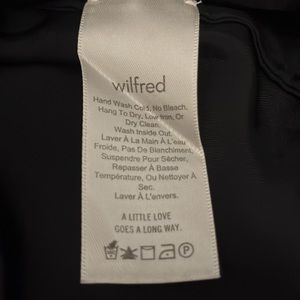 wilfred
Hand Wash Cold, No Bleach,
Hang To Dry, Low Iron, Or
Dry Clean.
Wash Inside Out.
Laver À La Main À L'eau
Froide, Pas De Blanchiment,
Suspendre Pour Sécher,
Repasser À Basse
Température, Ou Nettoyer À
Sec.
Laver À L'envers.
A LITTLE LOVE
GOES A LONG WAY.